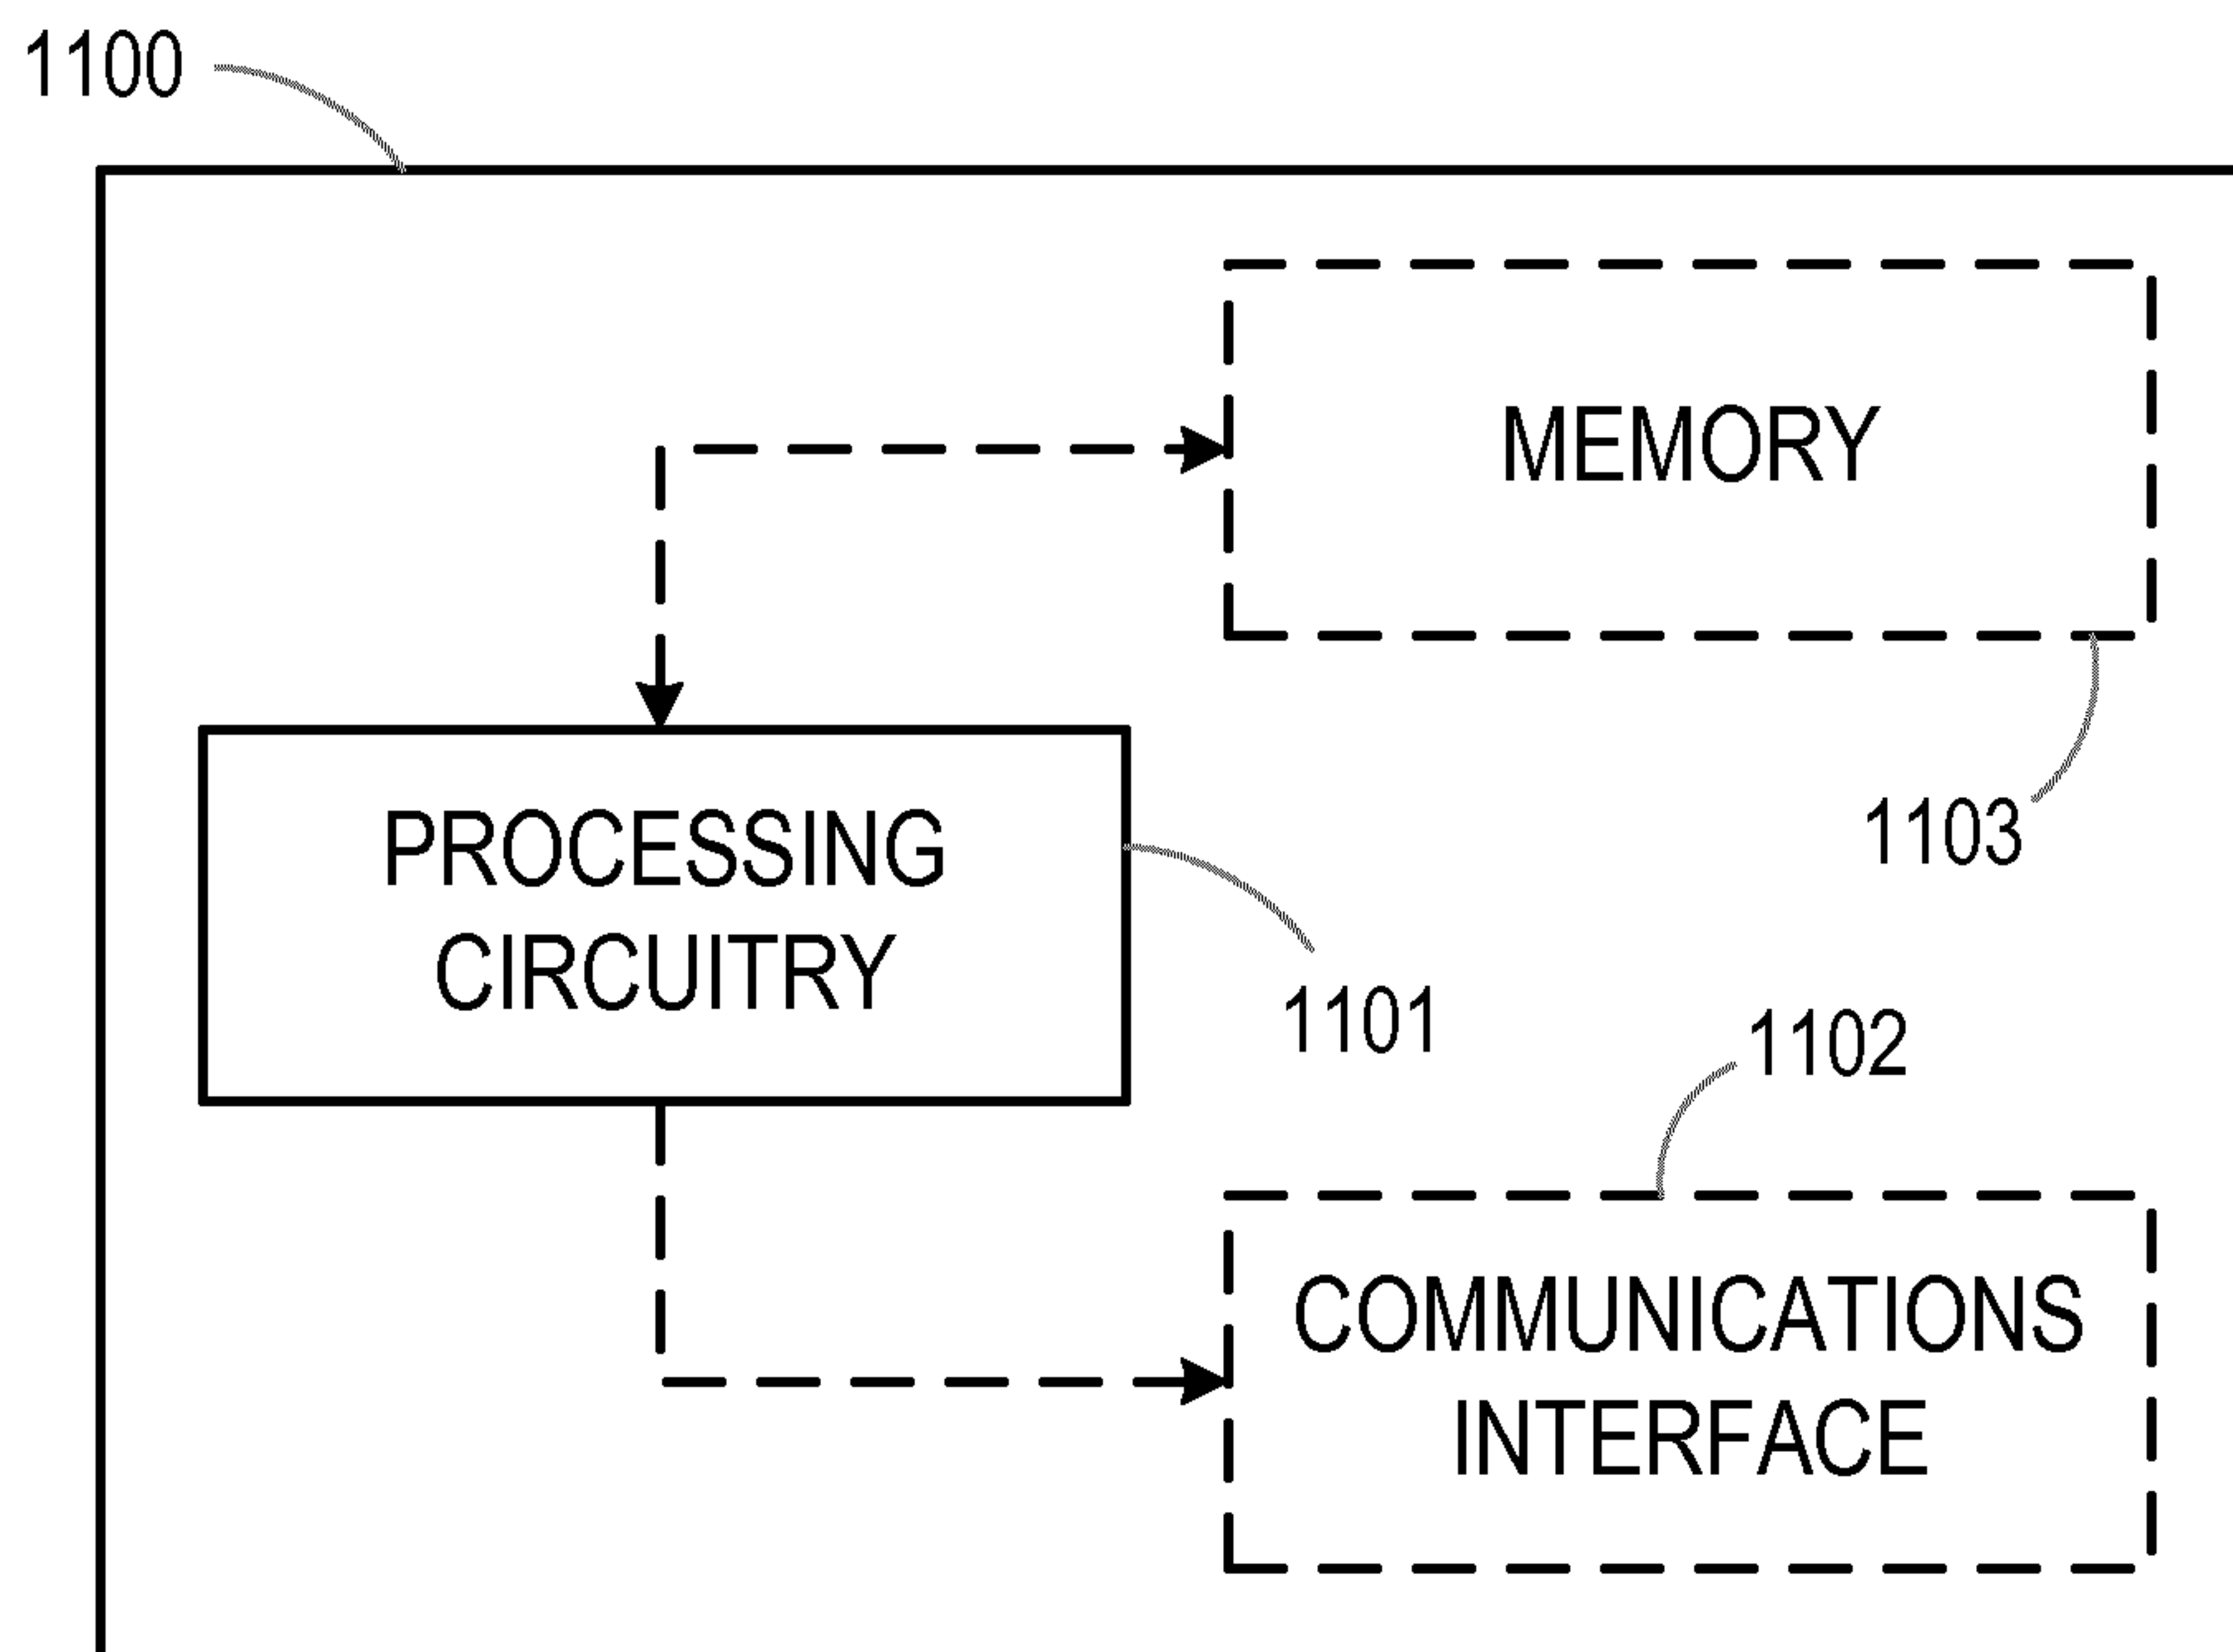 1100
MEMORY
1103
PROCESSING
CIRCUITRY
1101
1102
COMMUNICATIONS
INTERFACE